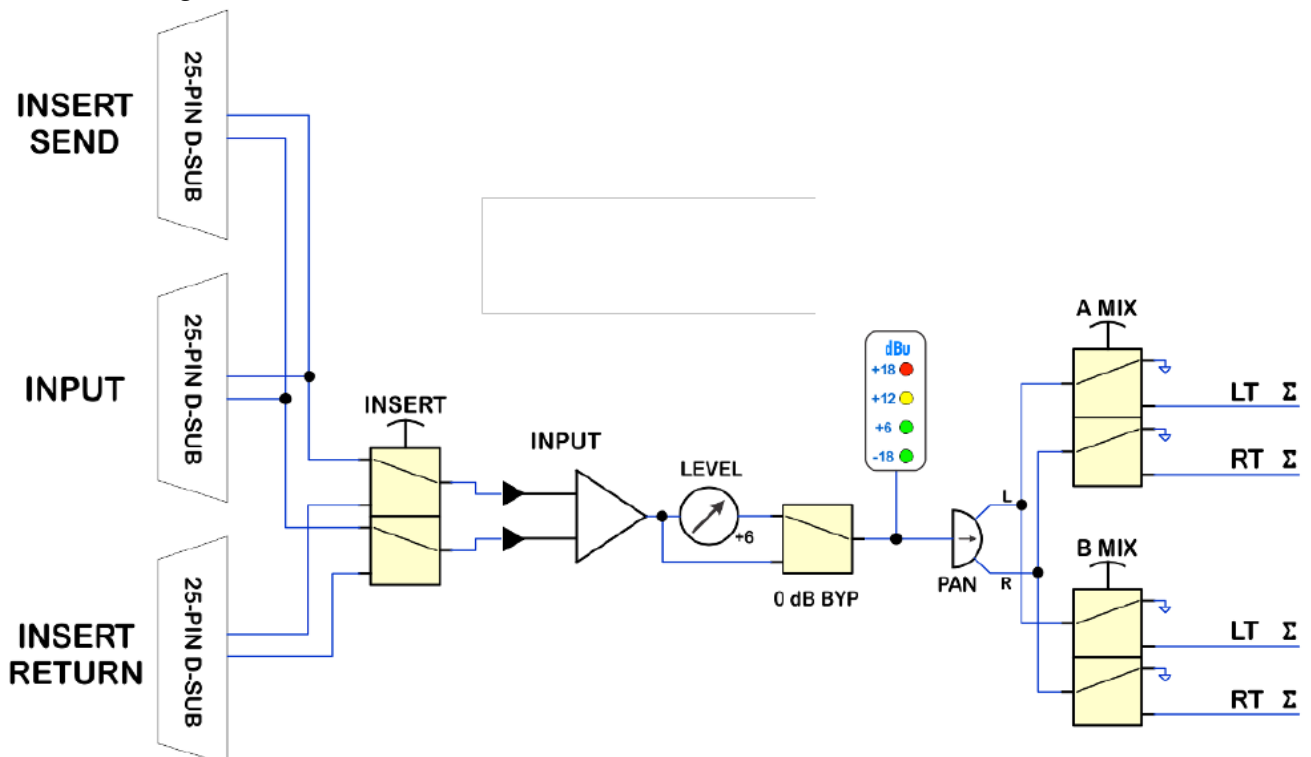 INSERT
SEND
25-PIN D-SUB
INPUT
25-PIN D-SUB
INSERT
RETURN
25-PIN D-SUB
INSERT
INPUT
LEVEL
+6
0 dB BYP
dBu
+18
+12
+6
-18
PAN
L
R
A MIX
LT Σ
RT Σ
B MIX
LT Σ
RT Σ